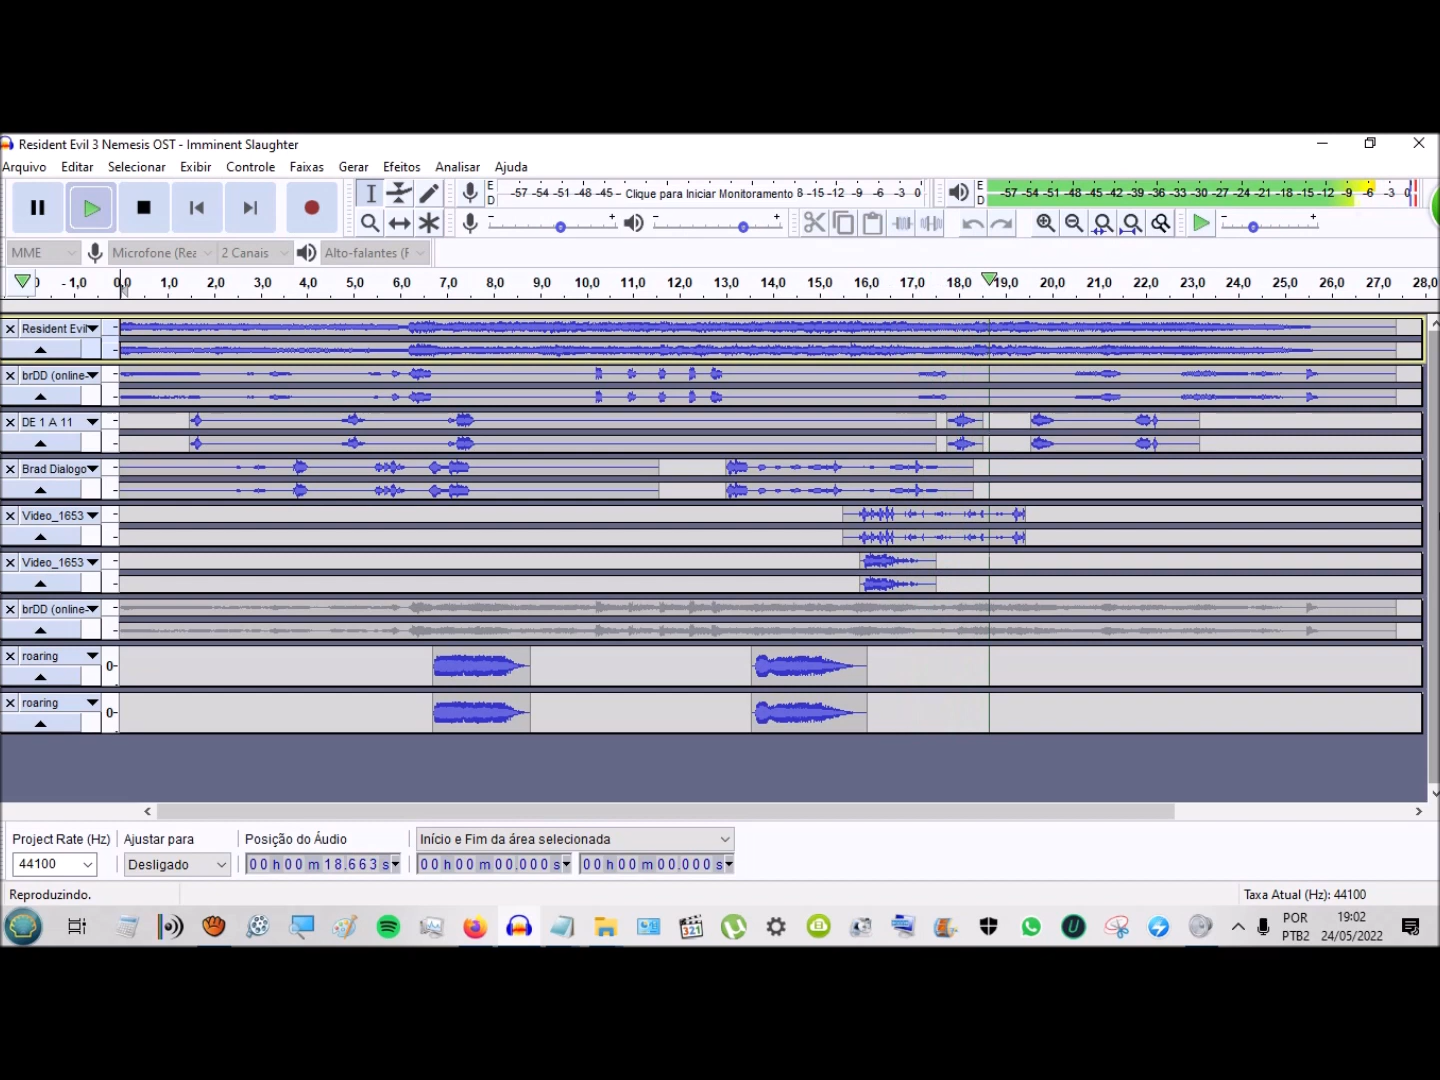 Resident Evil 3 Nemesis OST - Imminent Slaughter
Arquivo Editar Selecionar Exibir Controle Faixas Gerar Efeitos Analisar Ajuda
E D -57 -54 -51 -48 -45 - Clique para Iniciar Monitoramento 8 -15 -12 -9 -6 -3 0
E D -57 -54 -51 -48 -45 -42 -39 -36 -33 -30 -27 -24 -21 -18 -15 -12 -9 -6 -3 0
MME Microfone (Rea 2 Canais Alto-falantes (F
- 1,0 0,0 1,0 2,0 3,0 4,0 5,0 6,0 7,0 8,0 9,0 10,0 11,0 12,0 13,0 14,0 15,0 16,0 17,0 18,0 19,0 20,0 21,0 22,0 23,0 24,0 25,0 26,0 27,0 28,0
Resident Evil
brDD (online-
DE 1 A 11
Brad Dialogo
Video_1653
Video_1653
brDD (online-
roaring
0-
roaring
0-
Project Rate (Hz) Ajustar para Posição do Áudio Início e Fim da área selecionada
44100 Desligado 00 h 00 m 18.663 s 00 h 00 m 00.000 s 00 h 00 m 00.000 s
Reproduzindo. Taxa Atual (Hz): 44100
321
POR 19:02
PTB2 24/05/2022